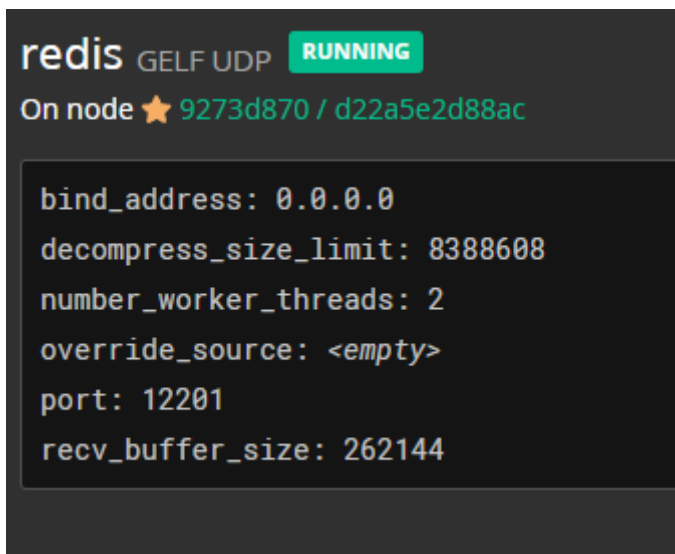 redis GELF UDP RUNNING
On node 9273d870 / d22a5e2d88ac
bind_address: 0.0.0.0
decompress_size_limit: 8388608
number_worker_threads: 2
override_source: <empty>
port: 12201
recv_buffer_size: 262144